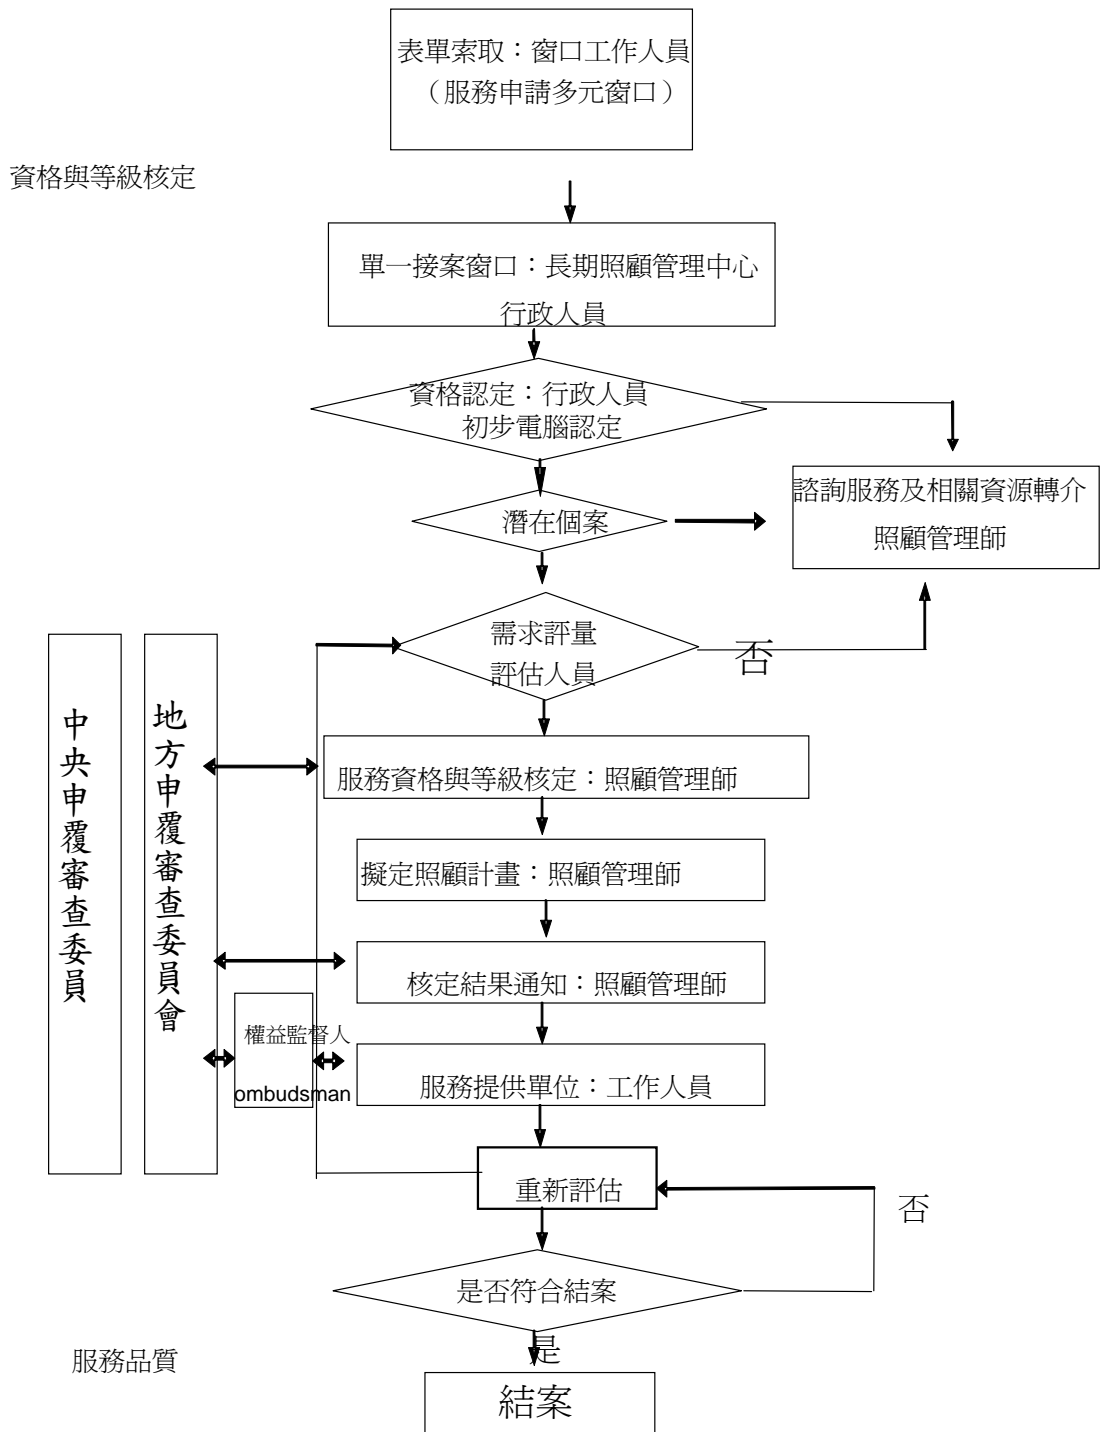 表單索取：窗口工作人員
（服務申請多元窗口）
資格與等級核定
單一接案窗口：長期照顧管理中心
行政人員
資格認定：行政人員
初步電腦認定
諮詢服務及相關資源轉介
照顧管理師
潛在個案
需求評量
評估人員
否
中央申覆審查委員
地方申覆審查委員會
服務資格與等級核定：照顧管理師
擬定照顧計畫：照顧管理師
核定結果通知：照顧管理師
權益監督人
ombudsman
服務提供單位：工作人員
重新評估
否
是否符合結案
是
服務品質
結案